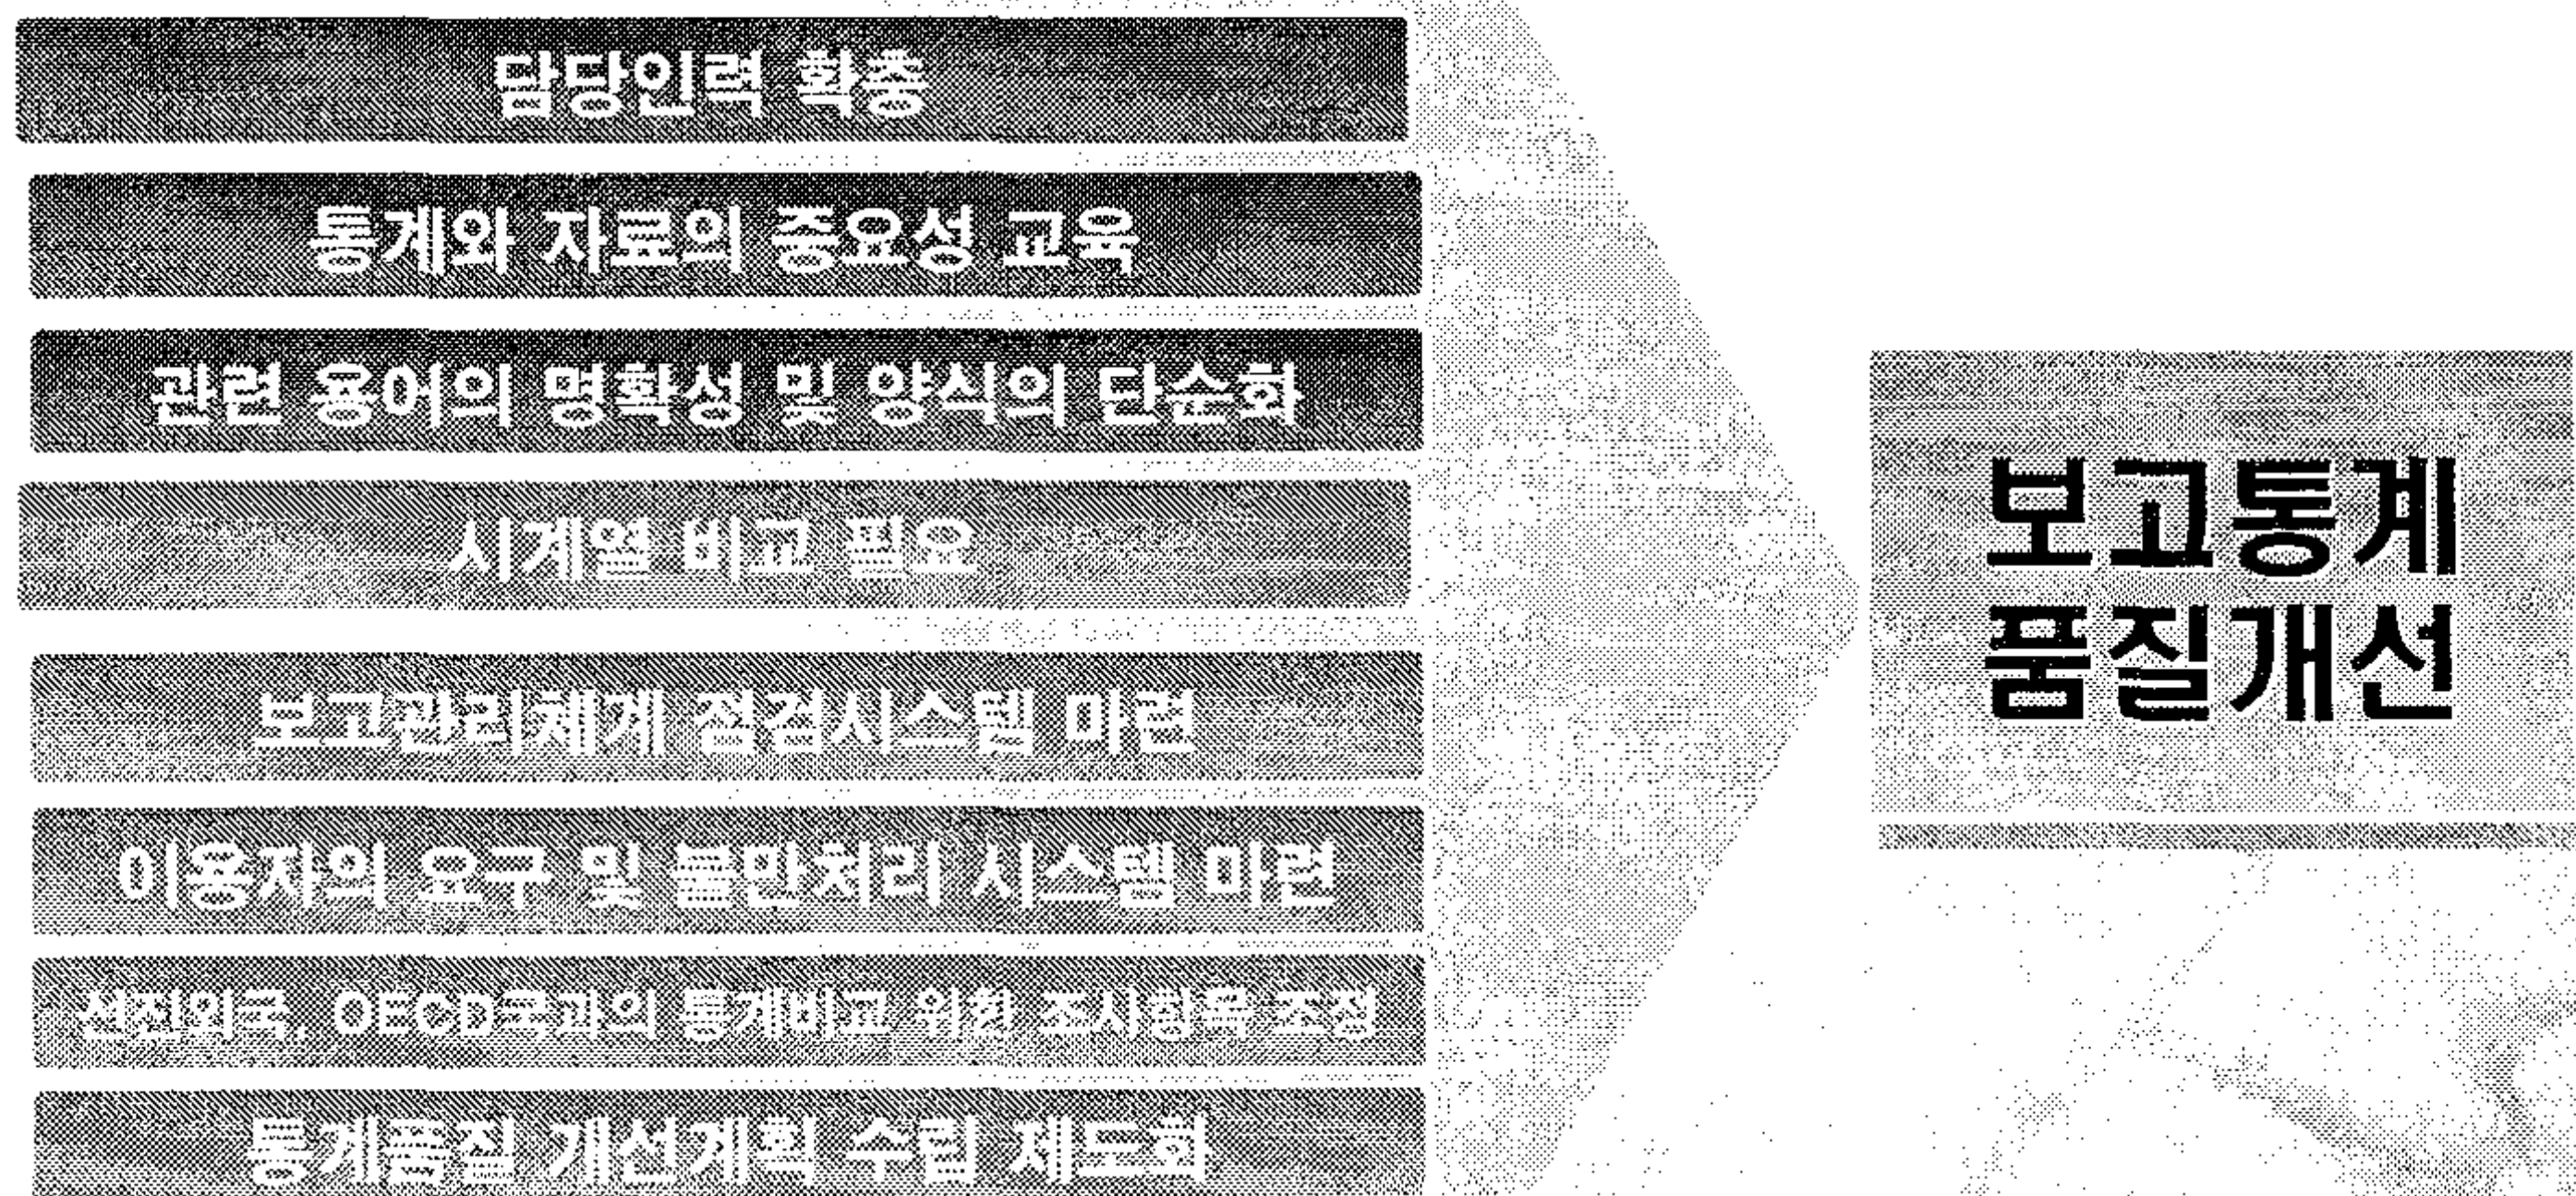 담당인력 확충
통계와 자료의 중요성 교육
관련 용어의 명확성 및 양식의 단순화
시계열 비교 필요
보고관리체계 점검시스템 마련
이용자의 요구 및 불만처리 시스템 마련
선진외국, OECD국과의 통계비교 위한 조사항목 조정
통계품질 개선계획 수립 제도화
보고통계
품질개선